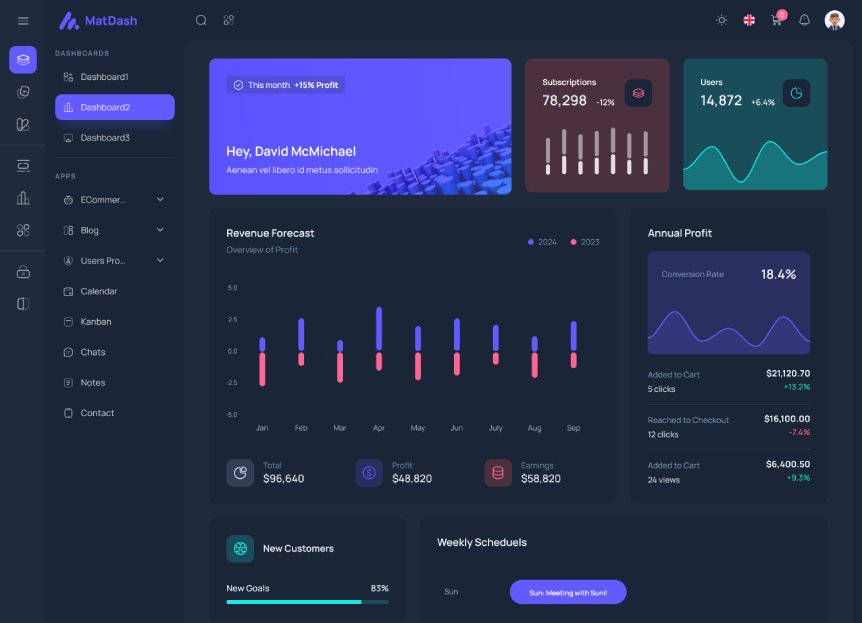 MatDash
0
DASHBOARDS
Dashboard1
Dashboard2
Dashboard3
APPS
ECommer...
Blog
Users Pro...
Calendar
Kanban
Chats
Notes
Contact
This month +15% Profit
Hey, David McMichael
Aenean vel libero id metus sollicitudin
Subscriptions
78,298 -12%
Users
14,872 +6.4%
Revenue Forecast
Overview of Profit
2024 2023
5.0
2.5
0.0
-2.5
-5.0
Jan Feb Mar Apr May Jun July Aug Sep
Total
$96,640
Profit
$48,820
Earnings
$58,820
Annual Profit
Conversion Rate 18.4%
Added to Cart $21,120.70
5 clicks +13.2%
Reached to Checkout $16,100.00
12 clicks -7.4%
Added to Cart $6,400.50
24 views +9.3%
New Customers
New Goals 83%
Weekly Scheduels
Sun Sun: Meeting with Sunil